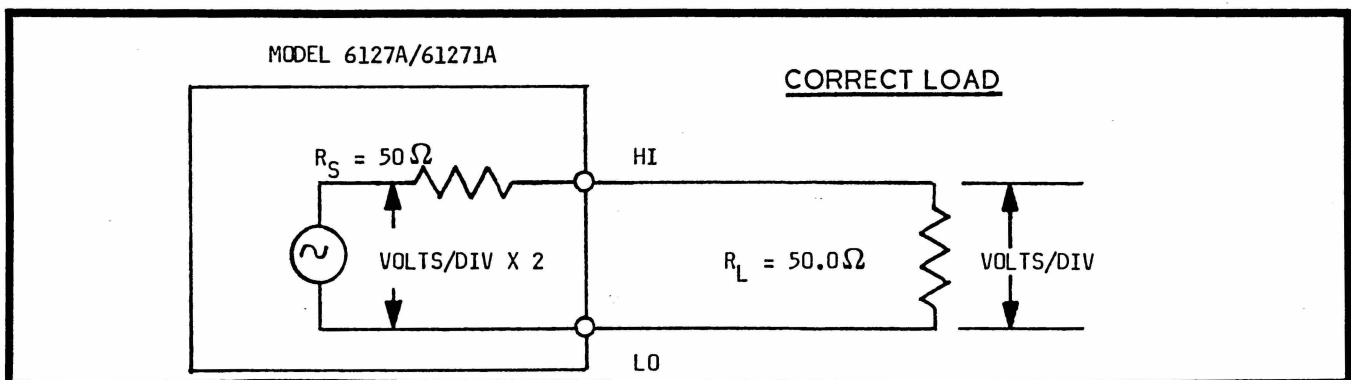 MODEL 6127A/61271A
CORRECT LOAD
R_S = 50Ω
HI
VOLTS/DIV X 2
R_L = 50.0Ω
VOLTS/DIV
LO